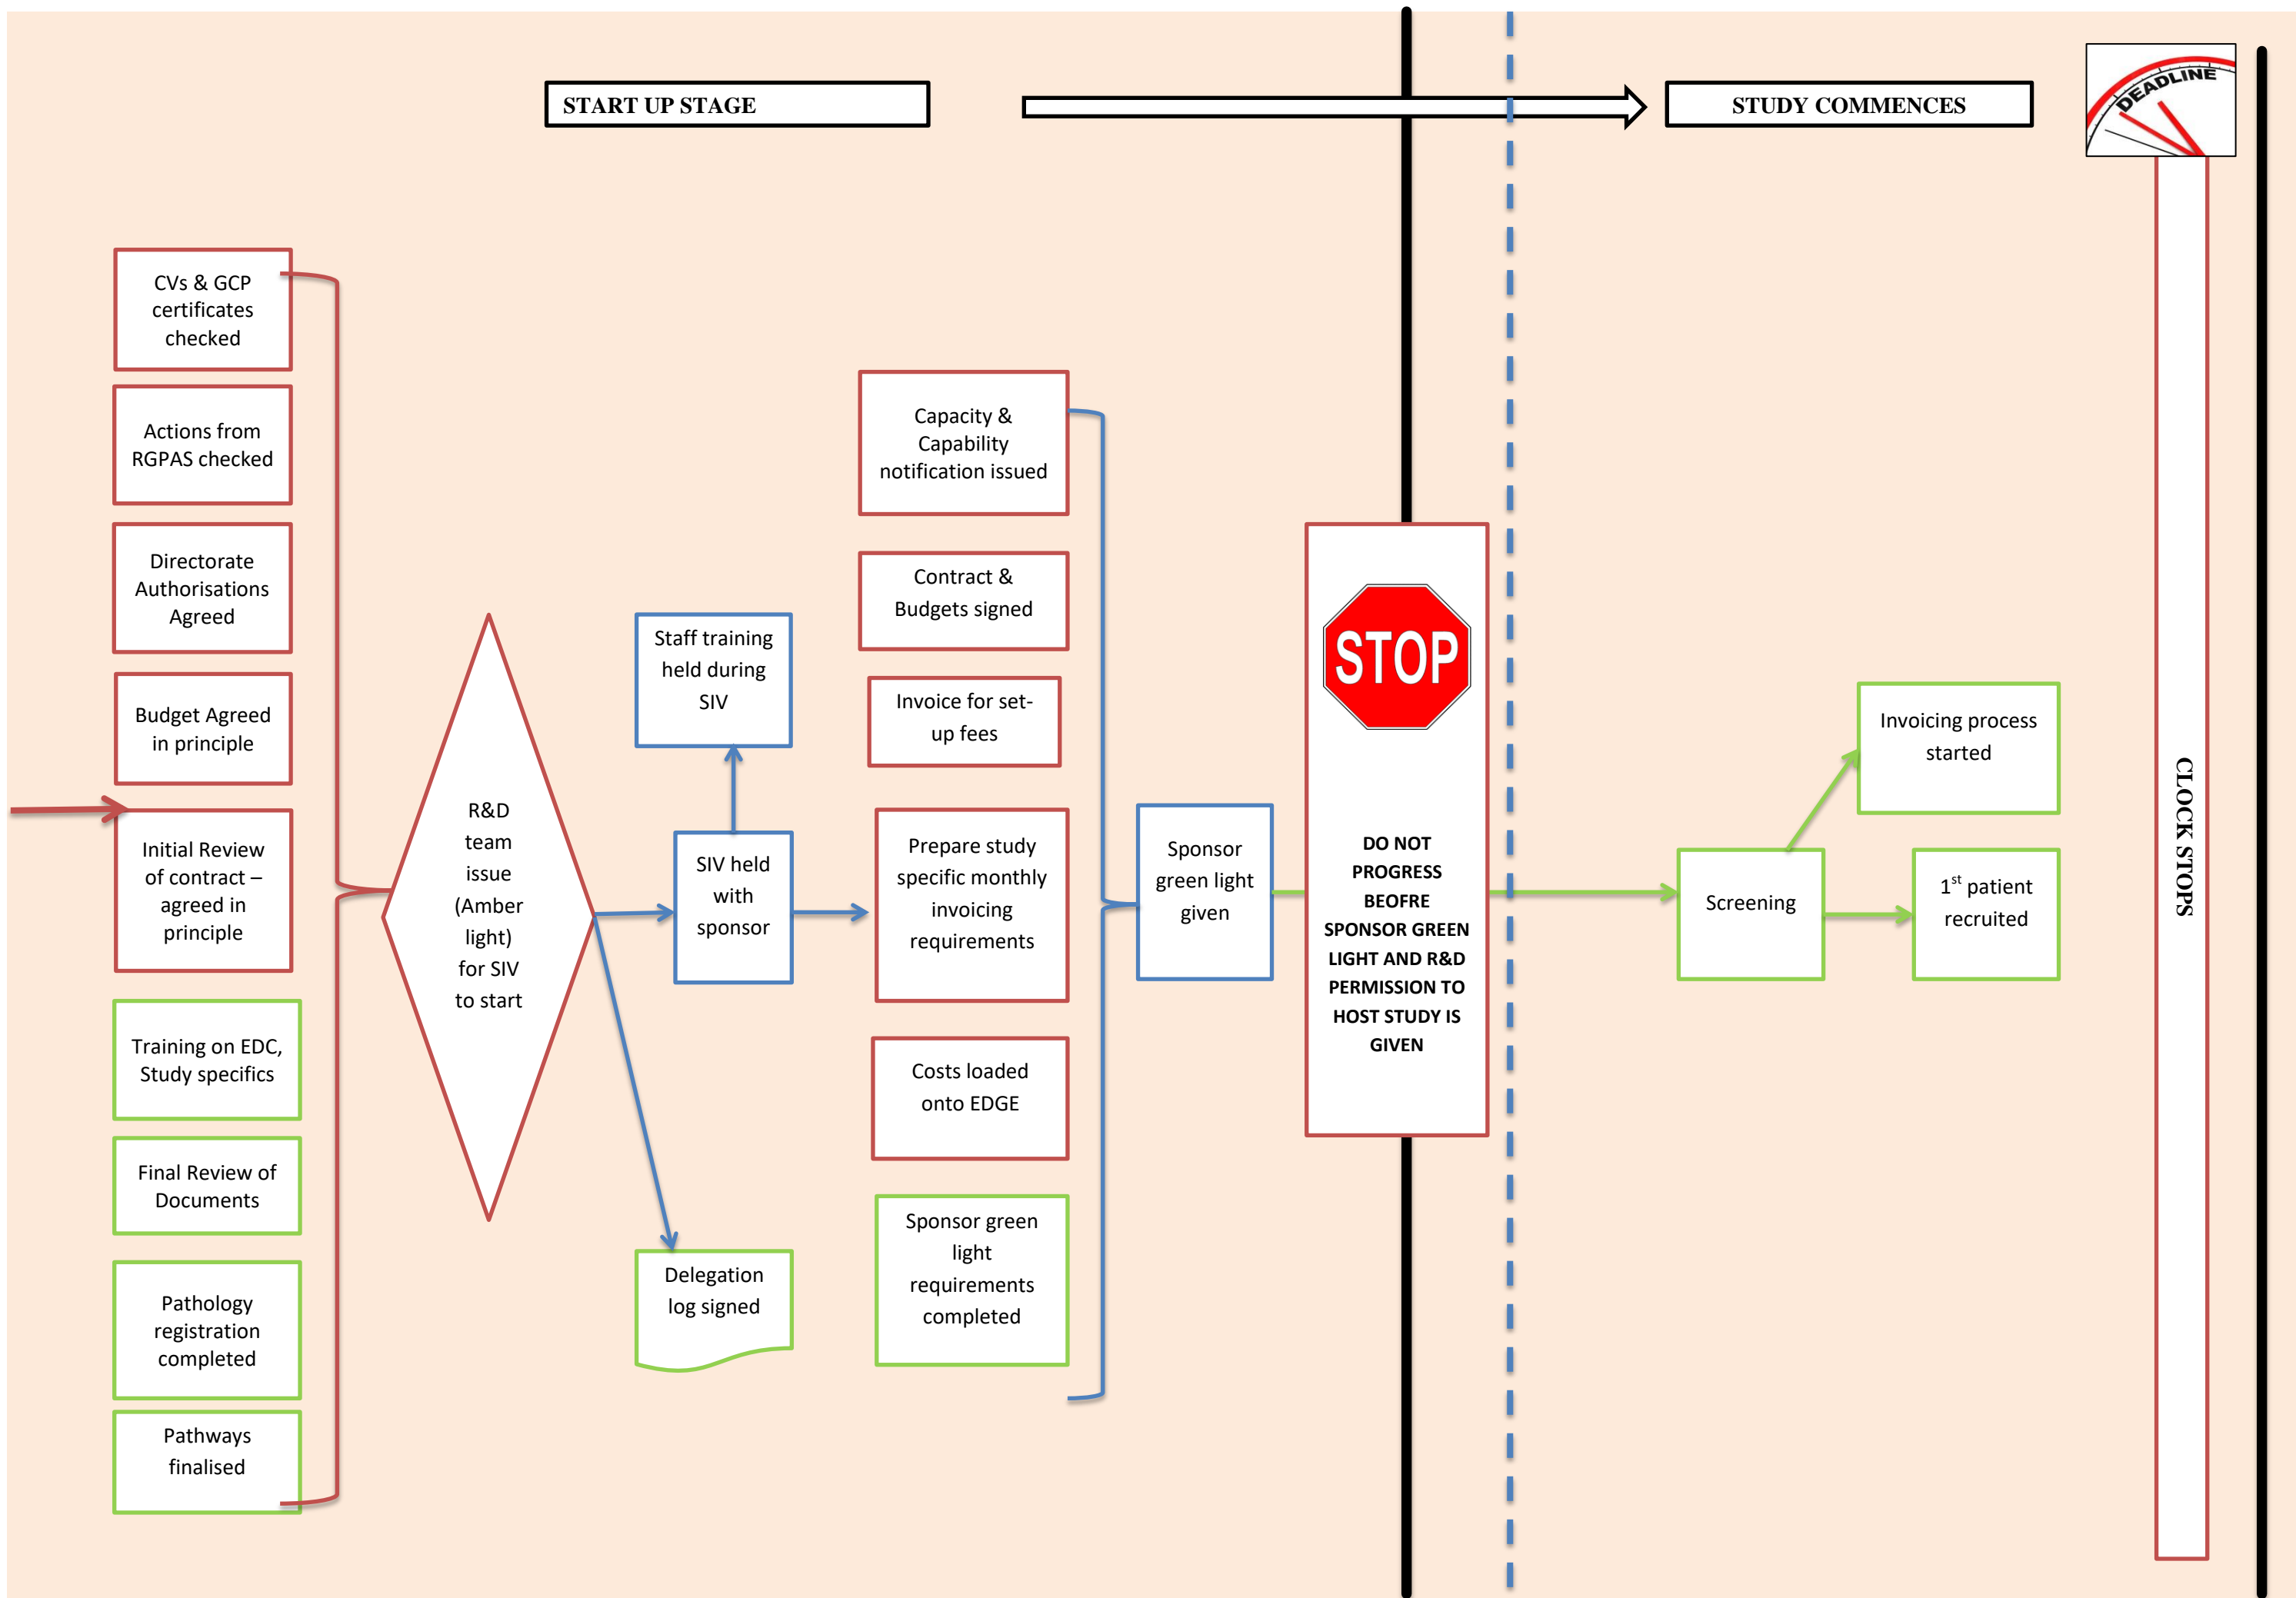 START UP STAGE
STUDY COMMENCES
DEADLINE
CVs & GCP
certificates
checked
Actions from
RGPAS checked
Directorate
Authorisations
Agreed
Budget Agreed
in principle
Initial Review
of contract –
agreed in
principle
Training on EDC,
Study specifics
Final Review of
Documents
Pathology
registration
completed
Pathways
finalised
R&D
team
issue
(Amber
light)
for SIV
to start
Staff training
held during
SIV
SIV held
with
sponsor
Delegation
log signed
Capacity &
Capability
notification issued
Contract &
Budgets signed
Invoice for set-
up fees
Prepare study
specific monthly
invoicing
requirements
Costs loaded
onto EDGE
Sponsor green
light
requirements
completed
Sponsor
green light
given
STOP
DO NOT
PROGRESS
BEOFRE
SPONSOR GREEN
LIGHT AND R&D
PERMISSION TO
HOST STUDY IS
GIVEN
Screening
Invoicing process
started
1st patient
recruited
CLOCK STOPS